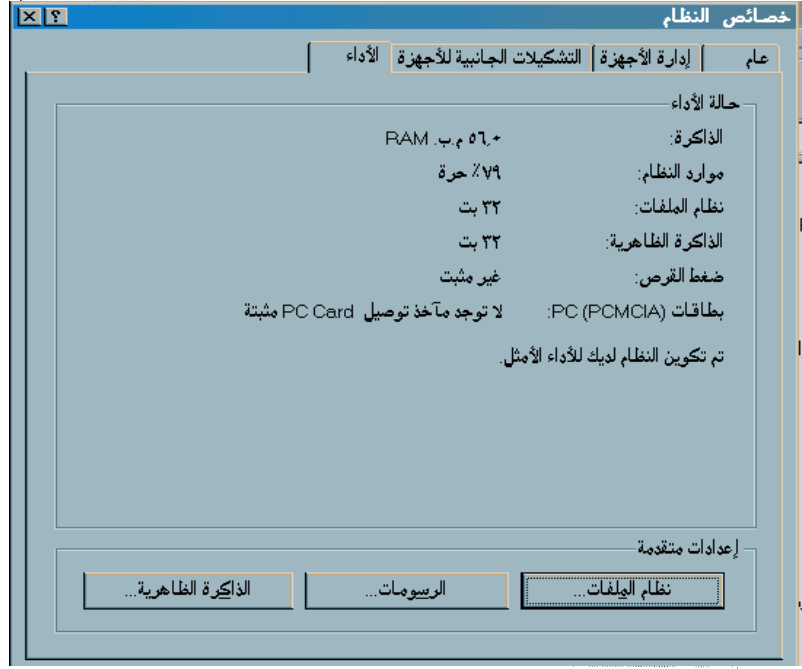 خصائص النظام
عام
إدارة الأجهزة
التشكيلات الجانبية للأجهزة
الأداء
حالة الأداء
الذاكرة: ٥٦,٠ م.ب. RAM
موارد النظام: ٧٩٪ حرة
نظام الملفات: ٣٢ بت
الذاكرة الظاهرية: ٣٢ بت
ضغط القرص: غير مثبت
بطاقات PC (PCMCIA): لا توجد مآخذ توصيل PC Card مثبتة
تم تكوين النظام لديك للأداء الأمثل.
إعدادات متقدمة
نظام الملفات...
الرسومات...
الذاكرة الظاهرية...